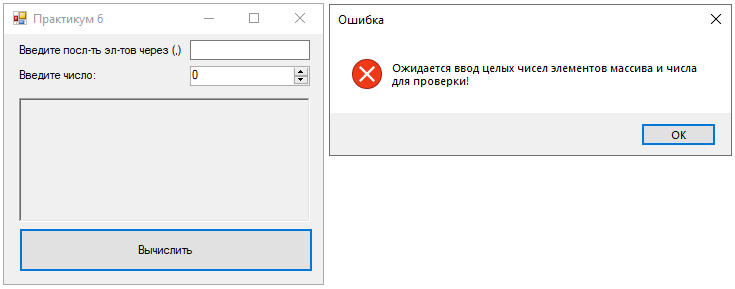 Практикум 6
Введите посл-ть эл-тов через (,)
Введите число:
0
Вычислить
Ошибка
Ожидается ввод целых чисел элементов массива и числа
для проверки!
ОК